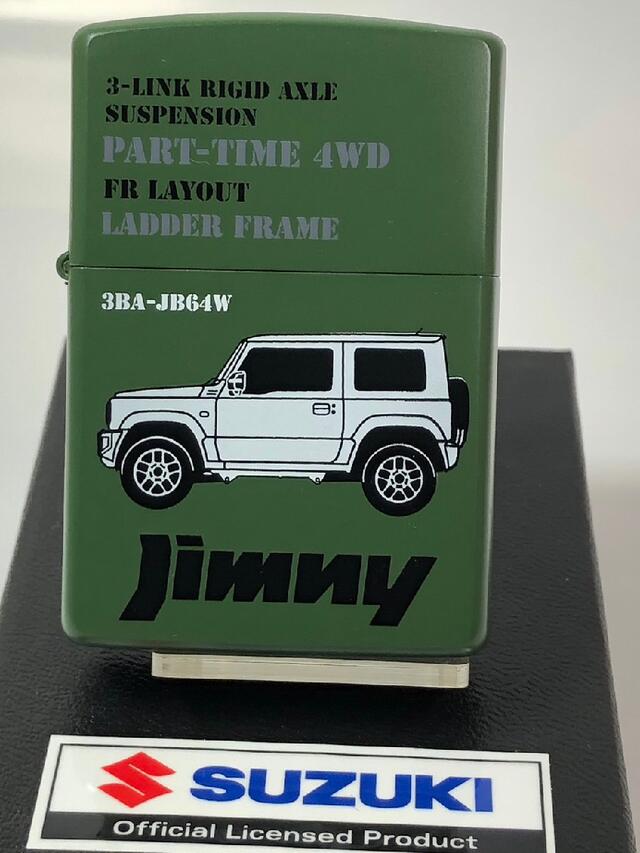 3-LINK RIGID AXLE
SUSPENSION
PART-TIME 4WD
FR LAYOUT
LADDER FRAME
3BA-JB64W
Jimny
SUZUKI
Official Licensed Product